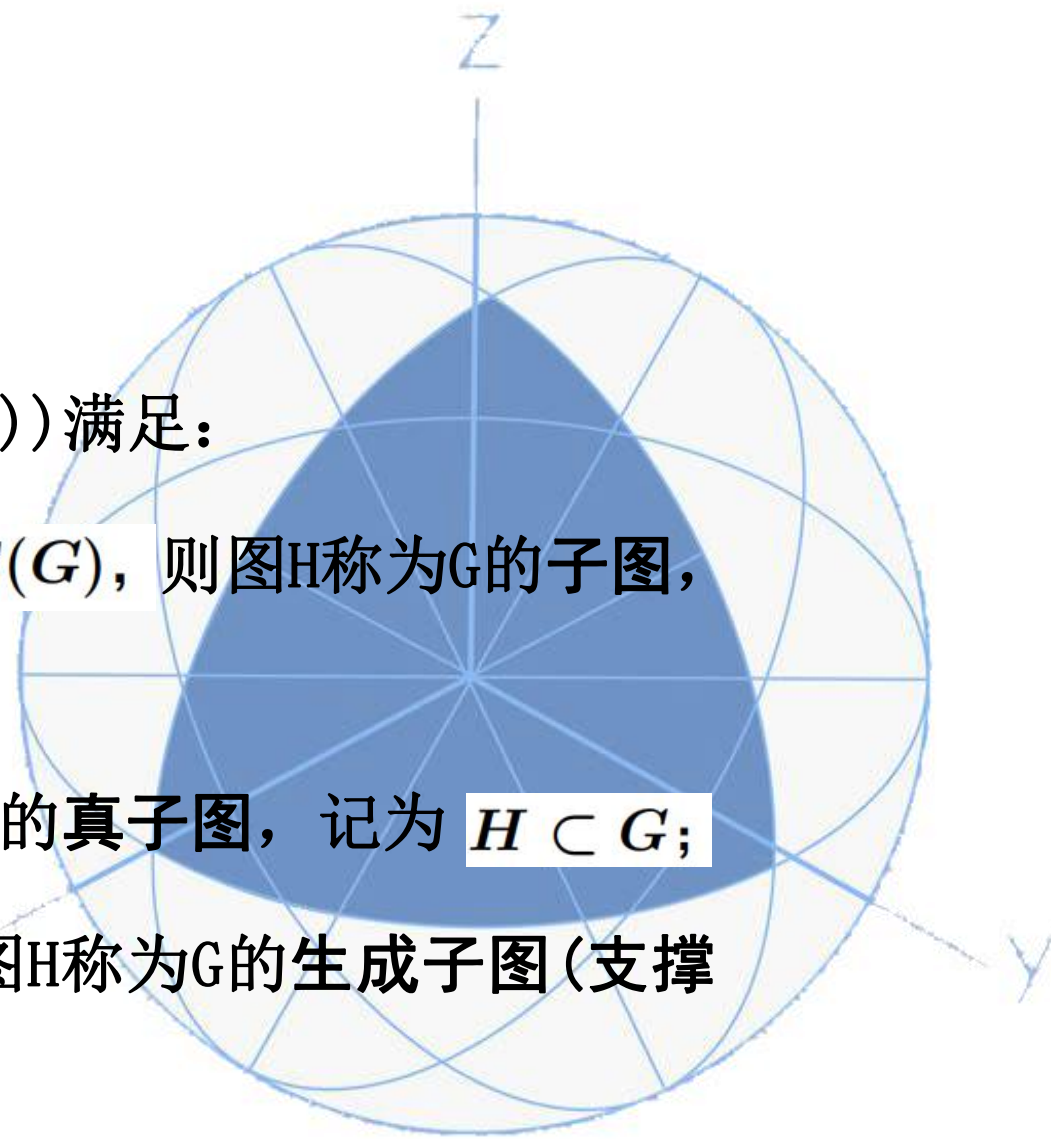 Z
))满足：
(G)，则图H称为G的子图，
的真子图，记为 H ⊂ G；
Y
图H称为G的生成子图(支撑